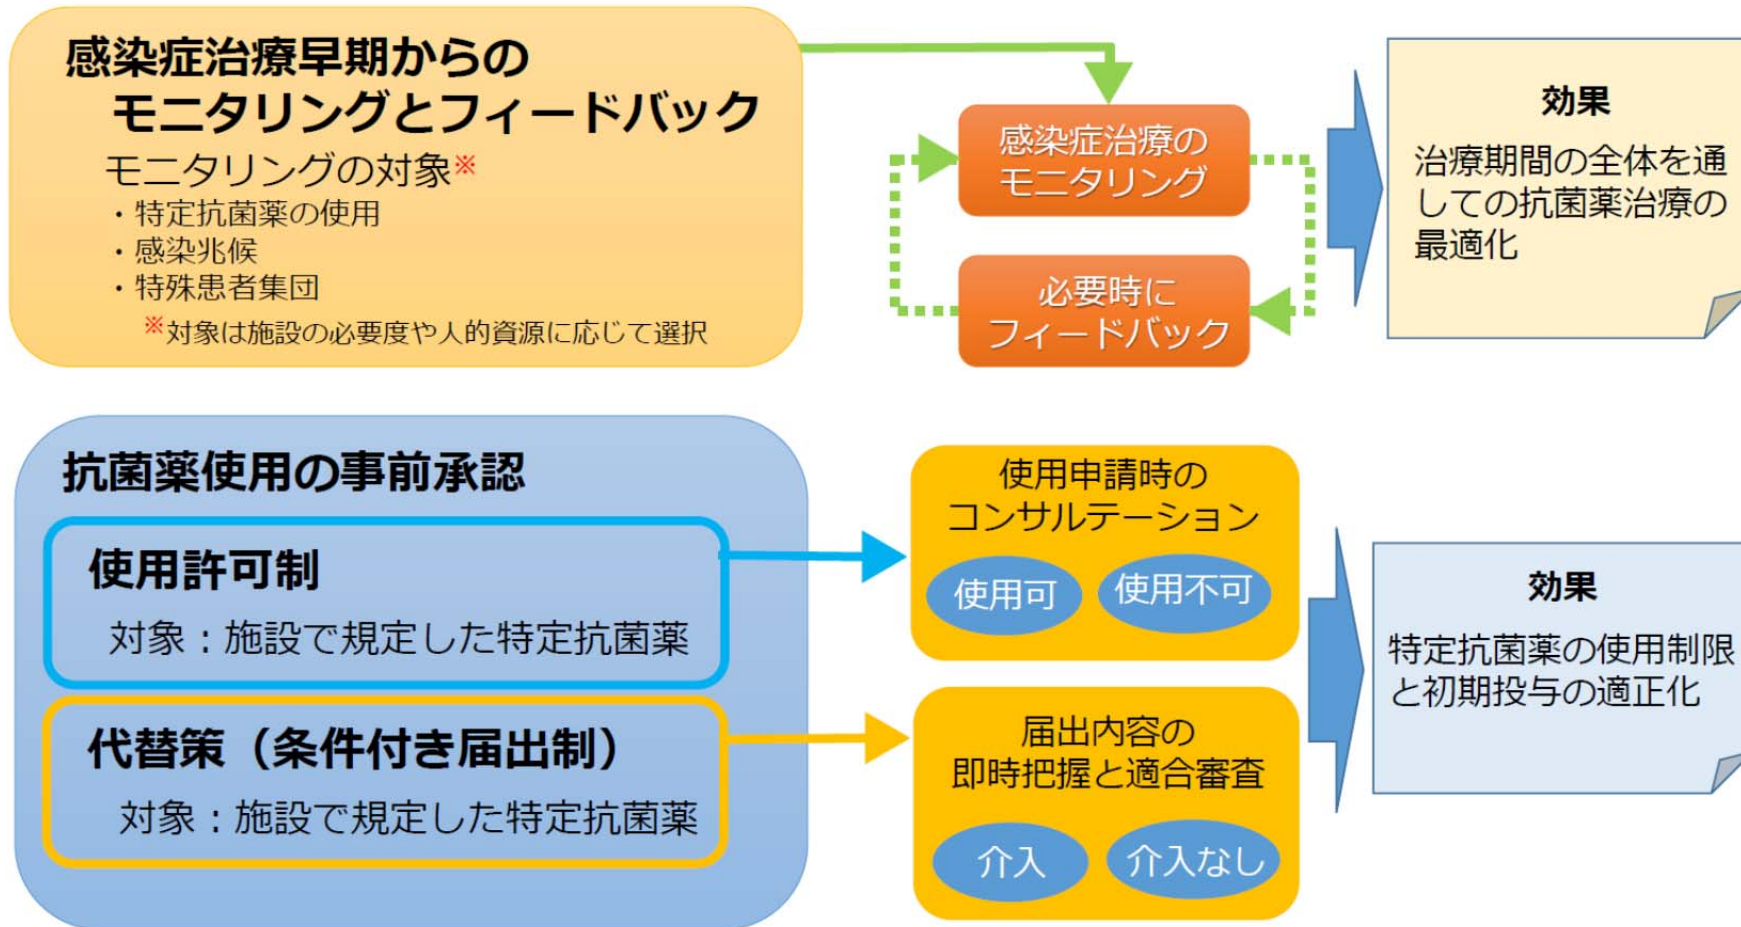 感染症治療早期からの
モニタリングとフィードバック
モニタリングの対象※
・特定抗菌薬の使用
・感染兆候
・特殊患者集団
※対象は施設の必要度や人的資源に応じて選択
感染症治療の
モニタリング
必要時に
フィードバック
効果
治療期間の全体を通
しての抗菌薬治療の
最適化
抗菌薬使用の事前承認
使用許可制
対象：施設で規定した特定抗菌薬
代替策（条件付き届出制）
対象：施設で規定した特定抗菌薬
使用申請時の
コンサルテーション
使用可
使用不可
届出内容の
即時把握と適合審査
介入
介入なし
効果
特定抗菌薬の使用制限
と初期投与の適正化